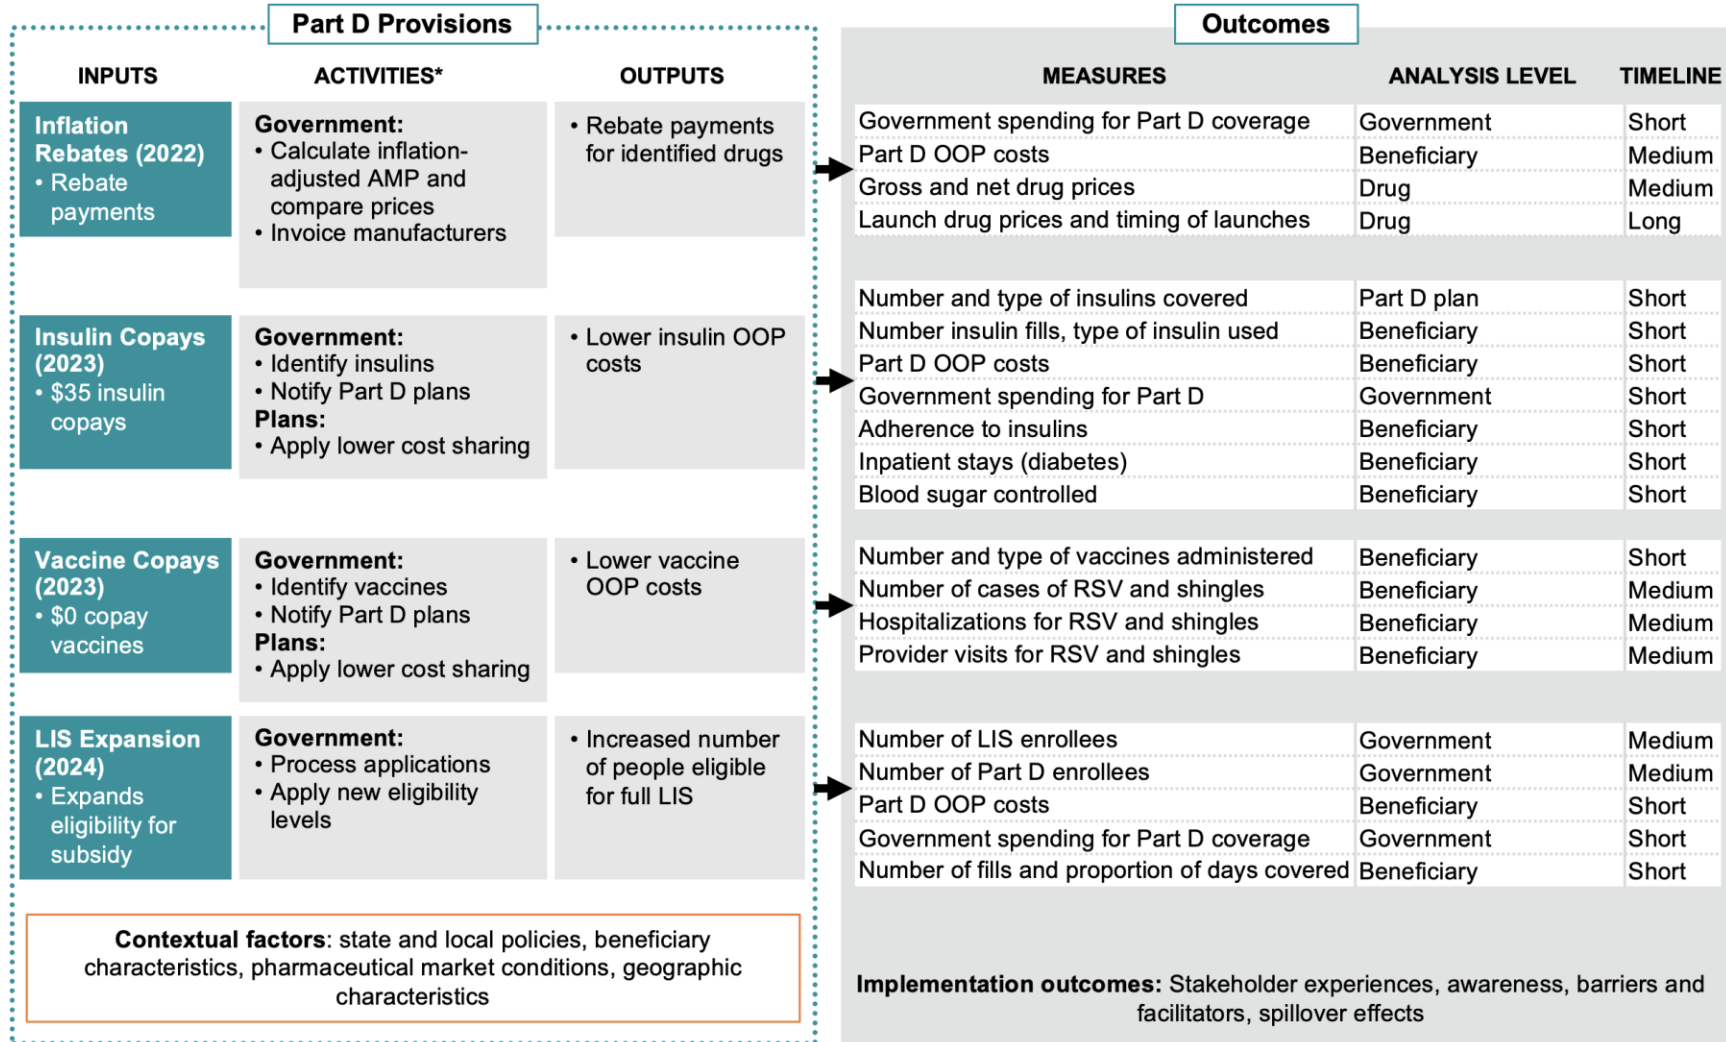 Part D Provisions
INPUTS
ACTIVITIES*
OUTPUTS
Inflation
Rebates (2022)
• Rebate
payments
Government:
• Calculate inflation-
adjusted AMP and
compare prices
• Invoice manufacturers
• Rebate payments
for identified drugs
Insulin Copays
(2023)
• $35 insulin
copays
Government:
• Identify insulins
• Notify Part D plans
Plans:
• Apply lower cost sharing
• Lower insulin OOP
costs
Vaccine Copays
(2023)
• $0 copay
vaccines
Government:
• Identify vaccines
• Notify Part D plans
Plans:
• Apply lower cost sharing
• Lower vaccine
OOP costs
LIS Expansion
(2024)
• Expands
eligibility for
subsidy
Government:
• Process applications
• Apply new eligibility
levels
• Increased number
of people eligible
for full LIS
Contextual factors: state and local policies, beneficiary
characteristics, pharmaceutical market conditions, geographic
characteristics
Outcomes
MEASURES ANALYSIS LEVEL TIMELINE
Government spending for Part D coverage Government Short
Part D OOP costs Beneficiary Medium
Gross and net drug prices Drug Medium
Launch drug prices and timing of launches Drug Long
Number and type of insulins covered Part D plan Short
Number insulin fills, type of insulin used Beneficiary Short
Part D OOP costs Beneficiary Short
Government spending for Part D Government Short
Adherence to insulins Beneficiary Short
Inpatient stays (diabetes) Beneficiary Short
Blood sugar controlled Beneficiary Short
Number and type of vaccines administered Beneficiary Short
Number of cases of RSV and shingles Beneficiary Medium
Hospitalizations for RSV and shingles Beneficiary Medium
Provider visits for RSV and shingles Beneficiary Medium
Number of LIS enrollees Government Medium
Number of Part D enrollees Government Medium
Part D OOP costs Beneficiary Short
Government spending for Part D coverage Government Short
Number of fills and proportion of days covered Beneficiary Short
Implementation outcomes: Stakeholder experiences, awareness, barriers and
facilitators, spillover effects